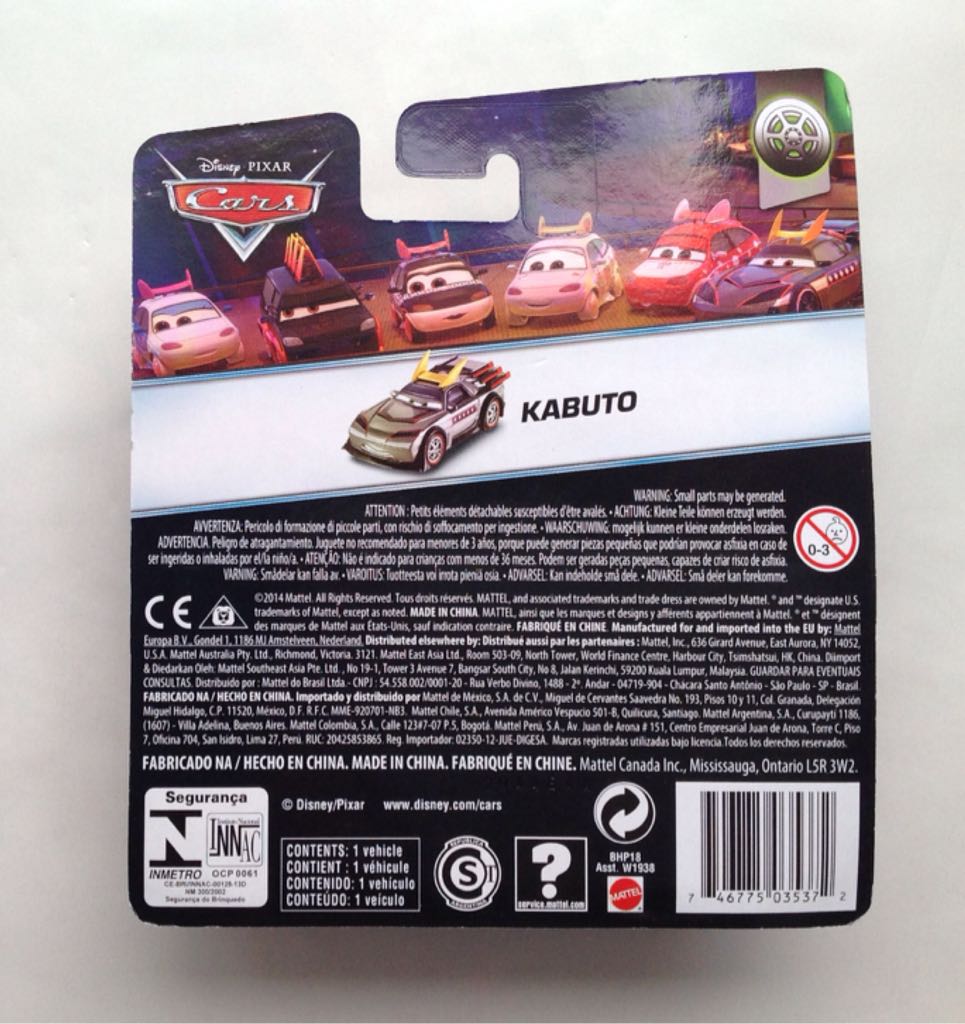 Disney PIXAR
Cars
KABUTO
WARNING: Small parts may be generated.
ATTENTION : Petits éléments détachables susceptibles d'être avalés. • ACHTUNG: Kleine Teile können erzeugt werden.
AVVERTENZA: Pericolo di formazione di piccole parti, con rischio di soffocamento per ingestione. • WAARSCHUWING: mogelijk kunnen er kleine onderdelen losraken.
ADVERTENCIA. Peligro de atragantamiento. Juguete no recomendado para menores de 3 años, porque puede generar piezas pequeñas que podrían provocar asfixia en caso de
ser ingeridas o inhaladas por el/la niño/a. • ATENÇÃO: Não é indicado para crianças com menos de 36 meses. Podem ser geradas peças pequenas, capazes de criar risco de asfixia.
VARNING: Smådelar kan falla av. • VAROITUS: Tuotteesta voi irrota pieniä osia. • ADVARSEL: Kan indeholde små dele. • ADVARSEL: Små deler kan forekomme.
0-3
CE
©2014 Mattel. All Rights Reserved. Tous droits réservés. MATTEL, and associated trademarks and trade dress are owned by Mattel. ® and ™ designate U.S.
trademarks of Mattel, except as noted. MADE IN CHINA. MATTEL, ainsi que les marques et designs y afférents appartiennent à Mattel. ® et ™ désignent
des marques de Mattel aux États-Unis, sauf indication contraire. FABRIQUÉ EN CHINE. Manufactured for and imported into the EU by: Mattel
Europa B.V., Gondel 1, 1186 MJ Amstelveen, Nederland. Distributed elsewhere by: Distribué aussi par les partenaires : Mattel, Inc., 636 Girard Avenue, East Aurora, NY 14052,
U.S.A. Mattel Australia Pty. Ltd., Richmond, Victoria. 3121. Mattel East Asia Ltd., Room 503-09, North Tower, World Finance Centre, Harbour City, Tsimshatsui, HK, China. Diimport
& Diedarkan Oleh: Mattel Southeast Asia Pte. Ltd., No 19-1, Tower 3 Avenue 7, Bangsar South City, No 8, Jalan Kerinchi, 59200 Kuala Lumpur, Malaysia. GUARDAR PARA EVENTUAIS
CONSULTAS. Distribuido por : Mattel do Brasil Ltda. - CNPJ : 54.558.002/0001-20 - Rua Verbo Divino, 1488 - 2º. Andar - 04719-904 - Chácara Santo Antônio - São Paulo - SP - Brasil.
FABRICADO NA / HECHO EN CHINA. Importado y distribuido por Mattel de México, S.A. de C.V., Miguel de Cervantes Saavedra No. 193, Pisos 10 y 11, Col. Granada, Delegación
Miguel Hidalgo, C.P. 11520, México, D.F. R.F.C. MME-920701-NB3. Mattel Chile, S.A., Avenida Américo Vespucio 501-B, Quilicura, Santiago. Mattel Argentina, S.A., Curupaytí 1186,
(1607) - Villa Adelina, Buenos Aires. Mattel Colombia, S.A., Calle 123#7-07 P.5, Bogotá. Mattel Perú, S.A., Av. Juan de Arona # 151, Centro Empresarial Juan de Arona, Torre C, Piso
7, Oficina 704, San Isidro, Lima 27, Perú. RUC: 20425853865. Reg. Importador: 02350-12-JUE-DIGESA. Marcas registradas utilizadas bajo licencia.Todos los derechos reservados.
FABRICADO NA / HECHO EN CHINA. MADE IN CHINA. FABRIQUÉ EN CHINE. Mattel Canada Inc., Mississauga, Ontario L5R 3W2.
Segurança
INNAC
INMETRO OCP 0061
CE-BRI/INNAC-00128-13D
NM 300/2002
Segurança do Brinquedo
© Disney/Pixar www.disney.com/cars
CONTENTS: 1 vehicle
CONTIENT : 1 véhicule
CONTENIDO: 1 vehículo
CONTEÚDO: 1 veículo
REPUBLICA
S
ARGENTINA
?
service.mattel.com
BHP18
Asst. W1938
MATTEL
7 46775 03537 2